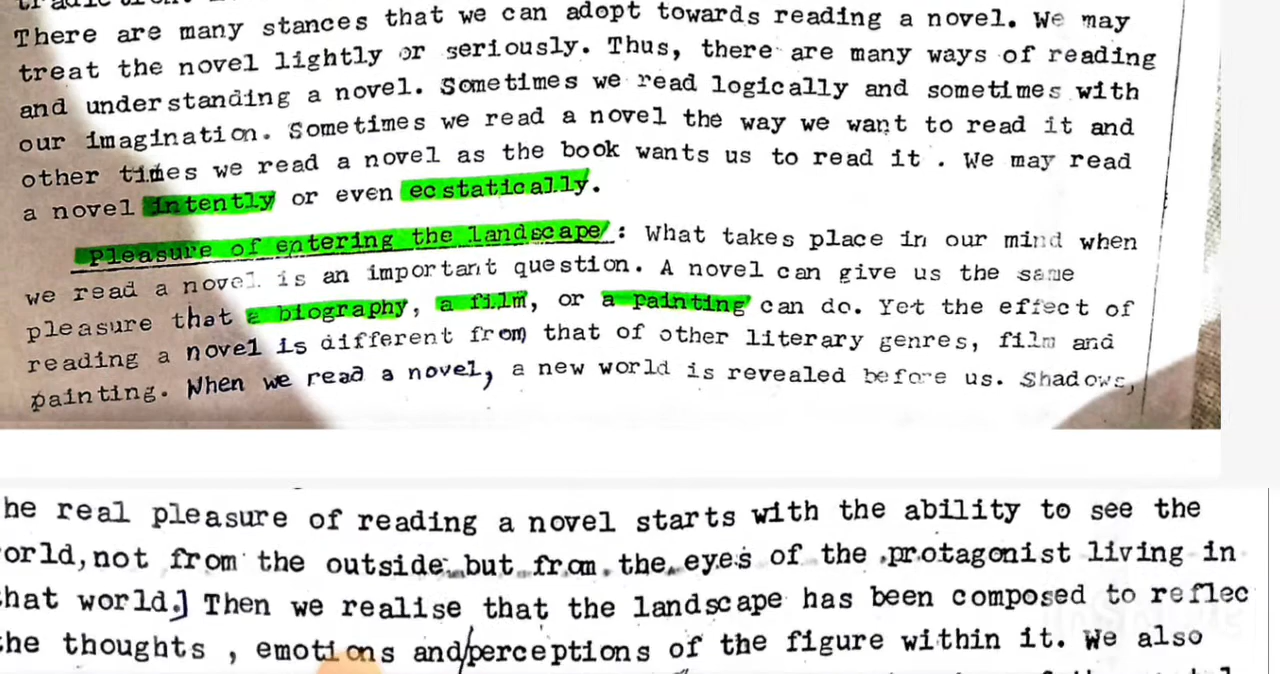 There are many stances that we can adopt towards reading a novel. We may
treat the novel lightly or seriously. Thus, there are many ways of reading
and understanding a novel. Sometimes we read logically and sometimes with
our imagination. Sometimes we read a novel the way we want to read it and
other times we read a novel as the book wants us to read it . We may read
a novel intently or even ecstatically.
Pleasure of entering the landscape : What takes place in our mind when
we read a novel is an important question. A novel can give us the same
pleasure that a biography, a film, or a painting can do. Yet the effect of
reading a novel is different from that of other literary genres, film and
painting. When we read a novel, a new world is revealed before us. Shadows,
he real pleasure of reading a novel starts with the ability to see the
orld, not from the outside but from the eyes of the protagonist living in
hat world.] Then we realise that the landscape has been composed to reflec
he thoughts , emotions and/perceptions of the figure within it. We also